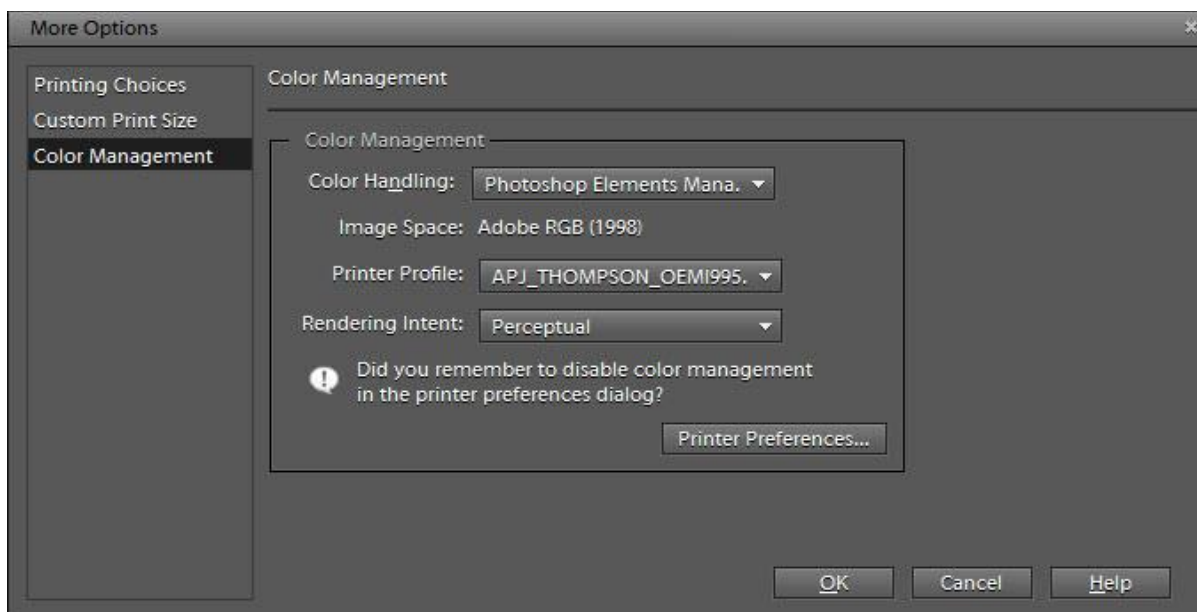 More Options
Printing Choices
Custom Print Size
Color Management
Color Management
Color Management
Color Handling: Photoshop Elements Mana.
Image Space: Adobe RGB (1998)
Printer Profile: APJ_THOMPSON_OEMI995.
Rendering Intent: Perceptual
Did you remember to disable color management
in the printer preferences dialog?
Printer Preferences...
OK Cancel Help